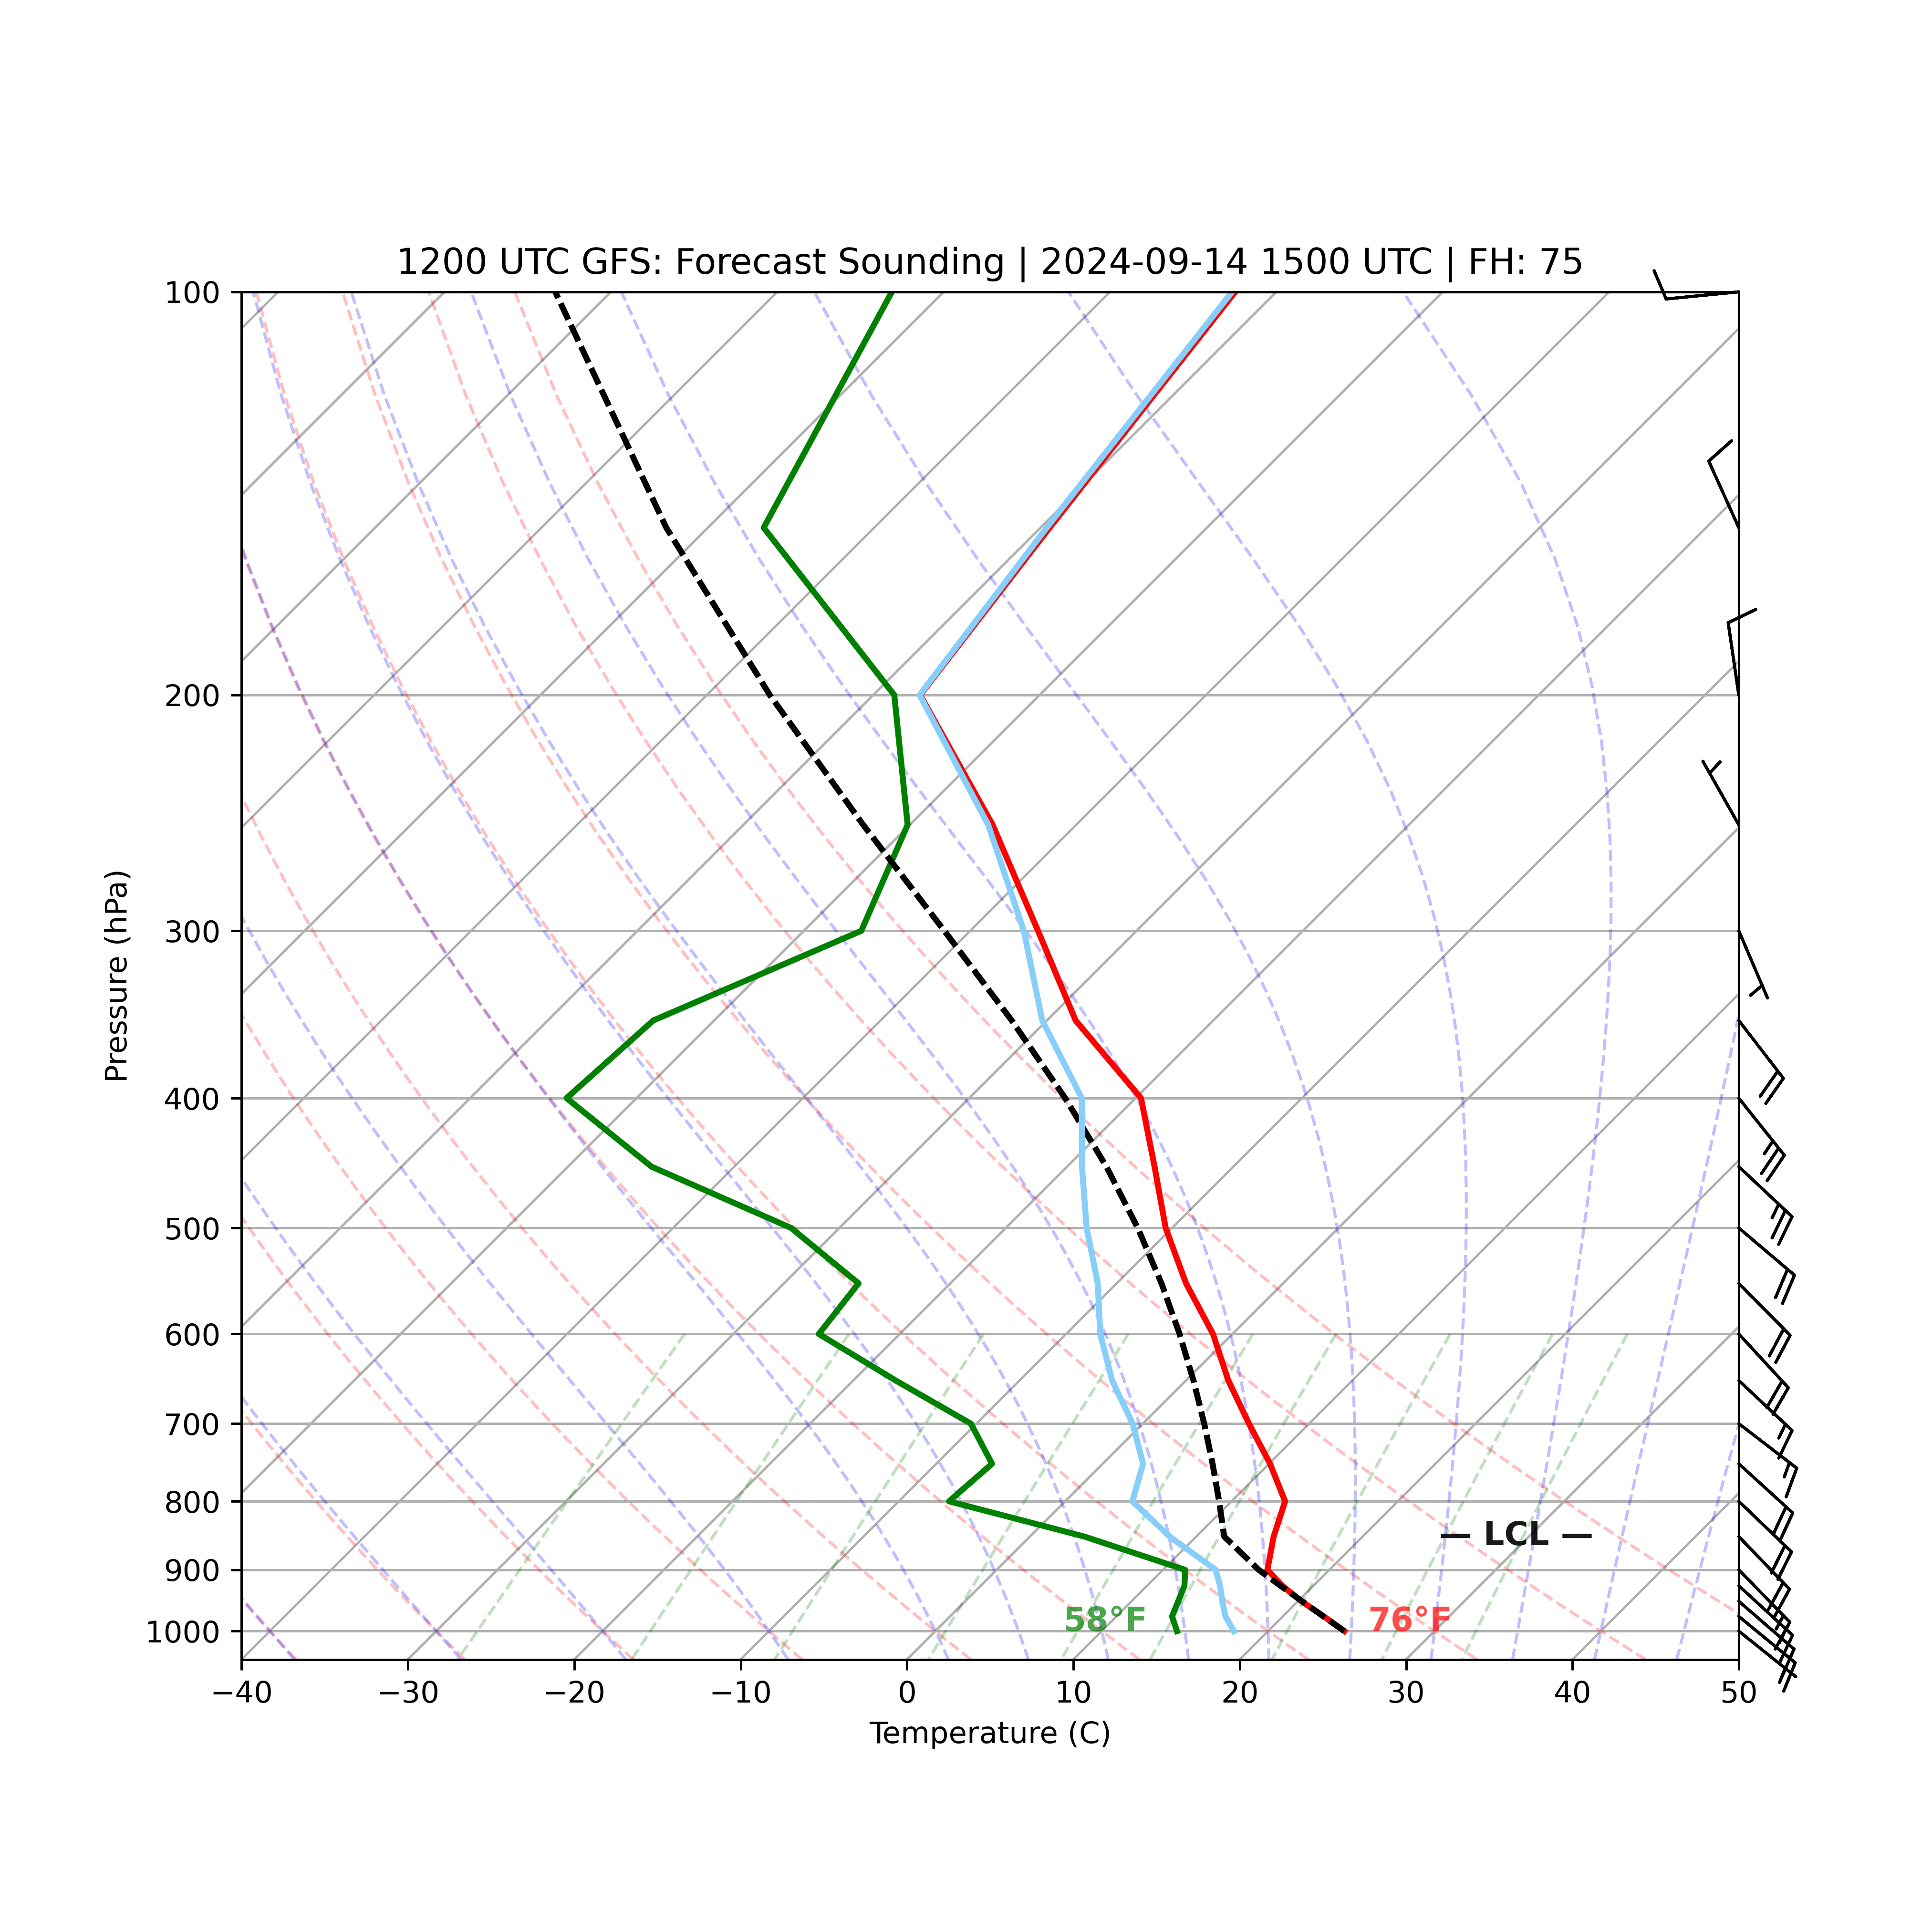 1200 UTC GFS: Forecast Sounding | 2024-09-14 1500 UTC | FH: 75
100
200
300
400
500
600
700
800
900
1000
Pressure (hPa)
— LCL —
58°F
76°F
−40 −30 −20 −10 0 10 20 30 40 50
Temperature (C)